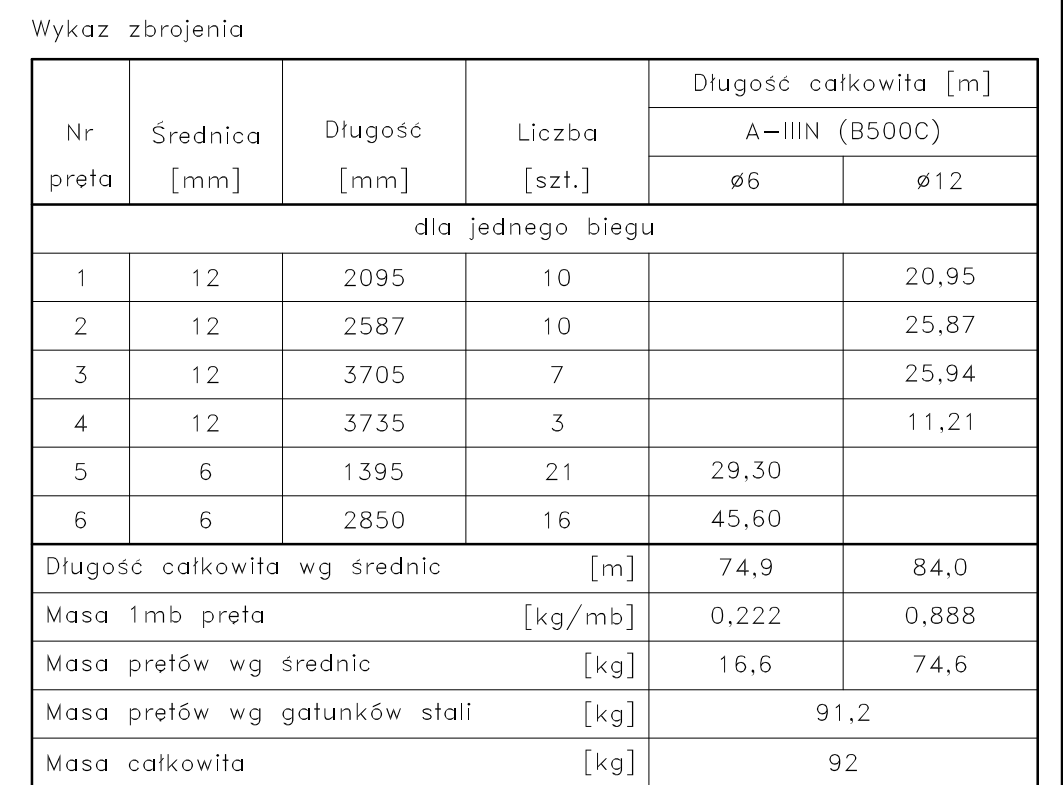 Wykaz zbrojenia
Długość całkowita [m]
Nr pręta
Średnica [mm]
Długość [mm]
Liczba [szt.]
A-IIIN (B500C)
ø6 ø12
dla jednego biegu
1 12 2095 10 20,95
2 12 2587 10 25,87
3 12 3705 7 25,94
4 12 3735 3 11,21
5 6 1395 21 29,30
6 6 2850 16 45,60
Długość całkowita wg średnic [m] 74,9 84,0
Masa 1mb pręta [kg/mb] 0,222 0,888
Masa prętów wg średnic [kg] 16,6 74,6
Masa prętów wg gatunków stali [kg] 91,2
Masa całkowita [kg] 92